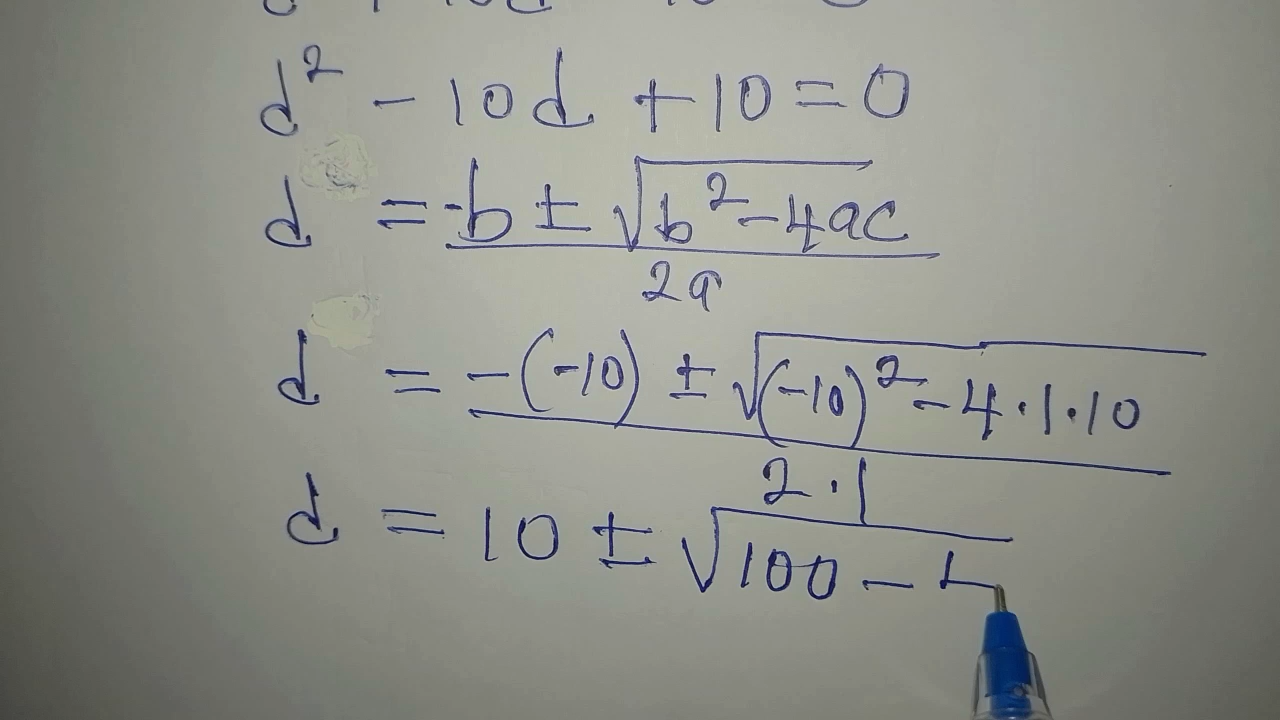 d² - 10d + 10 = 0
d = -b ± √b² - 4ac
2a
d = -(-10) ± √(-10)² - 4·1·10
2·1
d = 10 ± √100 -